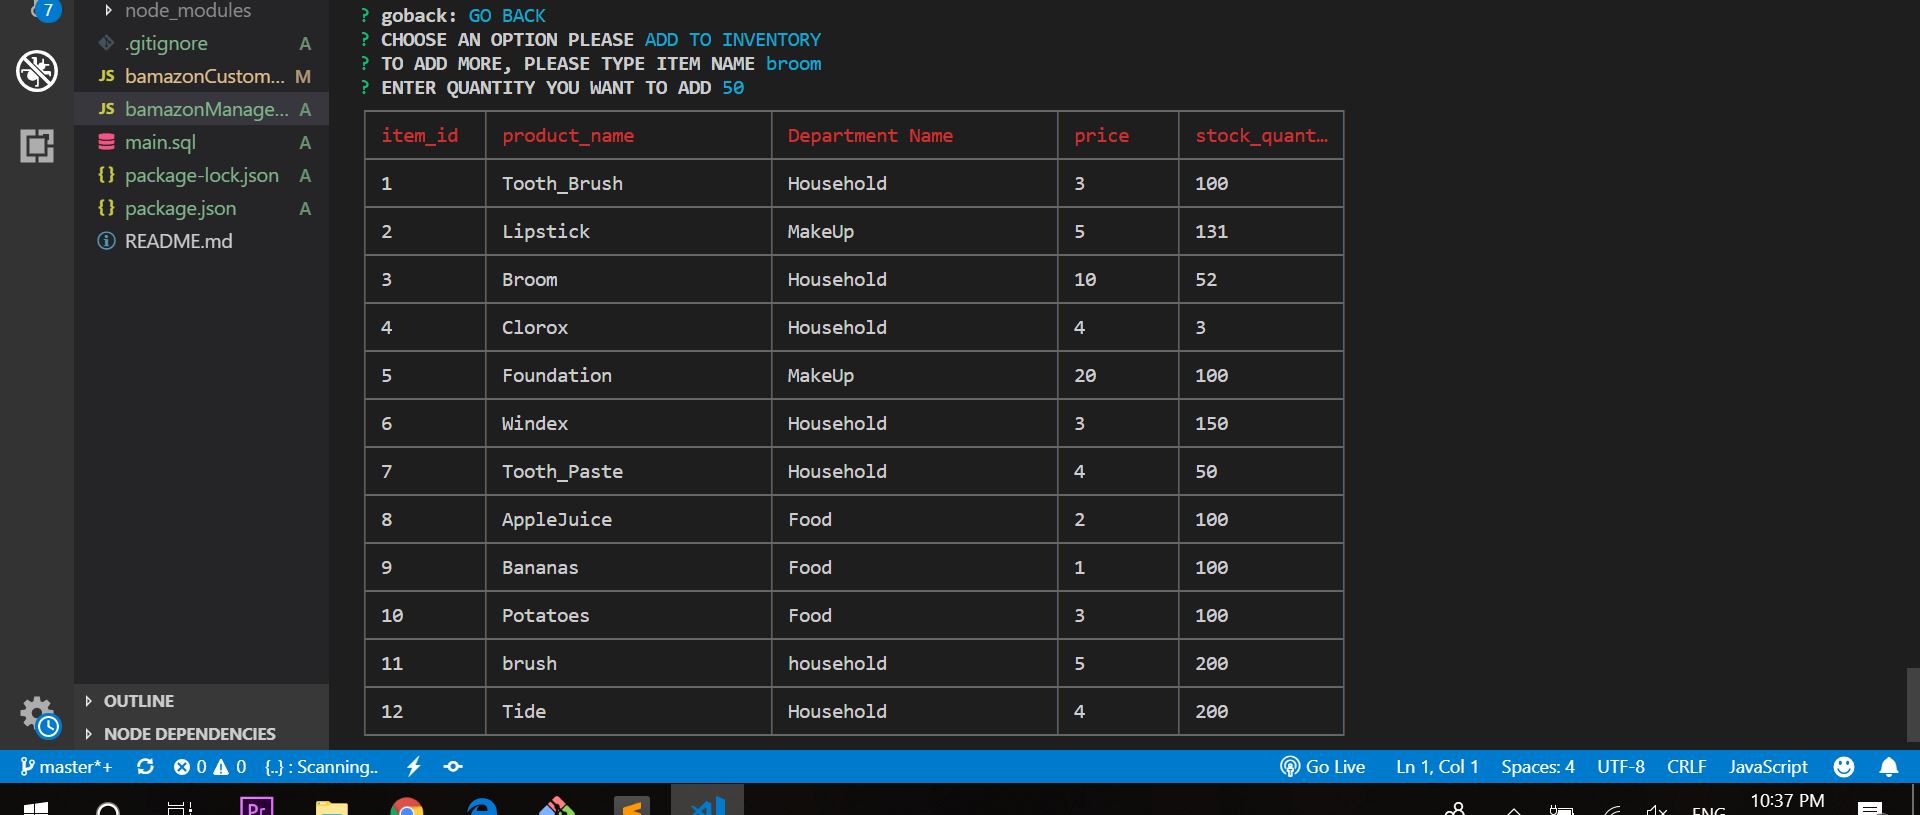 7
node_modules
.gitignore A
JS bamazonCustom... M
JS bamazonManage... A
main.sql A
{} package-lock.json A
{} package.json A
README.md
OUTLINE
NODE DEPENDENCIES
? goback: GO BACK
? CHOOSE AN OPTION PLEASE ADD TO INVENTORY
? TO ADD MORE, PLEASE TYPE ITEM NAME broom
? ENTER QUANTITY YOU WANT TO ADD 50
item_id product_name Department Name price stock_quant…
1 Tooth_Brush Household 3 100
2 Lipstick MakeUp 5 131
3 Broom Household 10 52
4 Clorox Household 4 3
5 Foundation MakeUp 20 100
6 Windex Household 3 150
7 Tooth_Paste Household 4 50
8 AppleJuice Food 2 100
9 Bananas Food 1 100
10 Potatoes Food 3 100
11 brush household 5 200
12 Tide Household 4 200
master*+ 0 0 {..} : Scanning.. Go Live Ln 1, Col 1 Spaces: 4 UTF-8 CRLF JavaScript
Pr ENG 10:37 PM